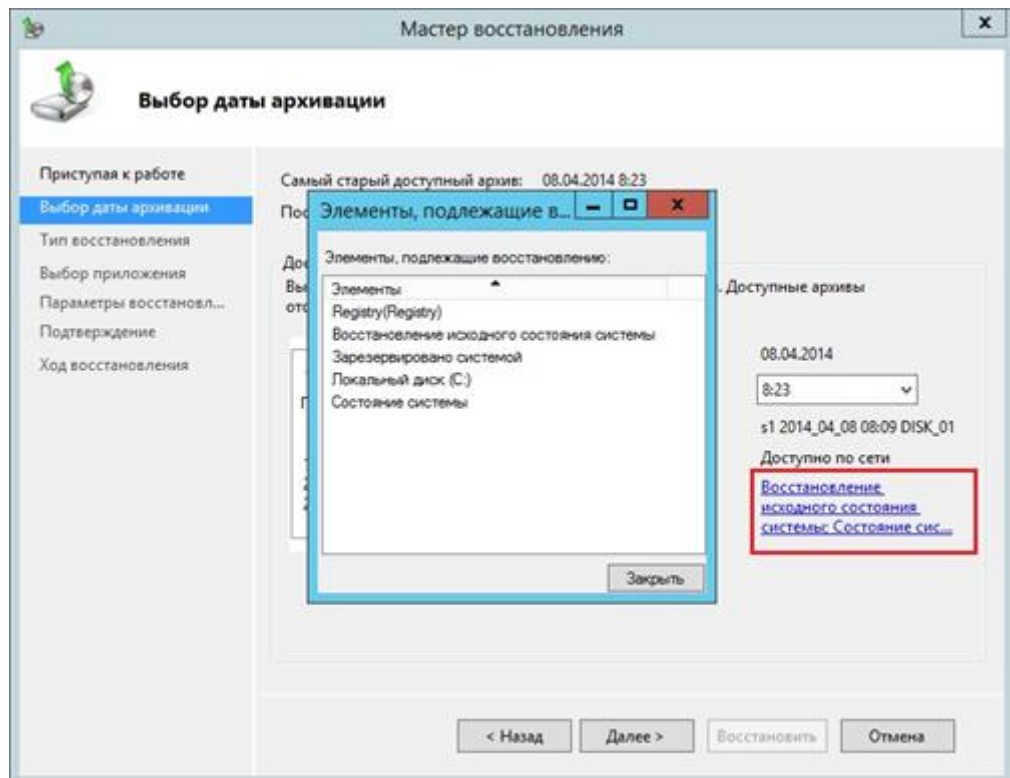 Мастер восстановления
x
Выбор даты архивации
Приступая к работе
Выбор даты архивации
Тип восстановления
Выбор приложения
Параметры восстановл...
Подтверждение
Ход восстановления
Самый старый доступный архив: 08.04.2014 8:23
Элементы, подлежащие в...
Элементы, подлежащие восстановлению:
Элементы
Registry(Registry)
Восстановление исходного состояния системы
Зарезервировано системой
Локальный диск (C:)
Состояние системы
Закрыть
Доступные архивы
08.04.2014
8:23
s1 2014_04_08 08:09 DISK_01
Доступно по сети
Восстановление
исходного состояния
системы; Состояние сис...
< Назад
Далее >
Восстановить
Отмена